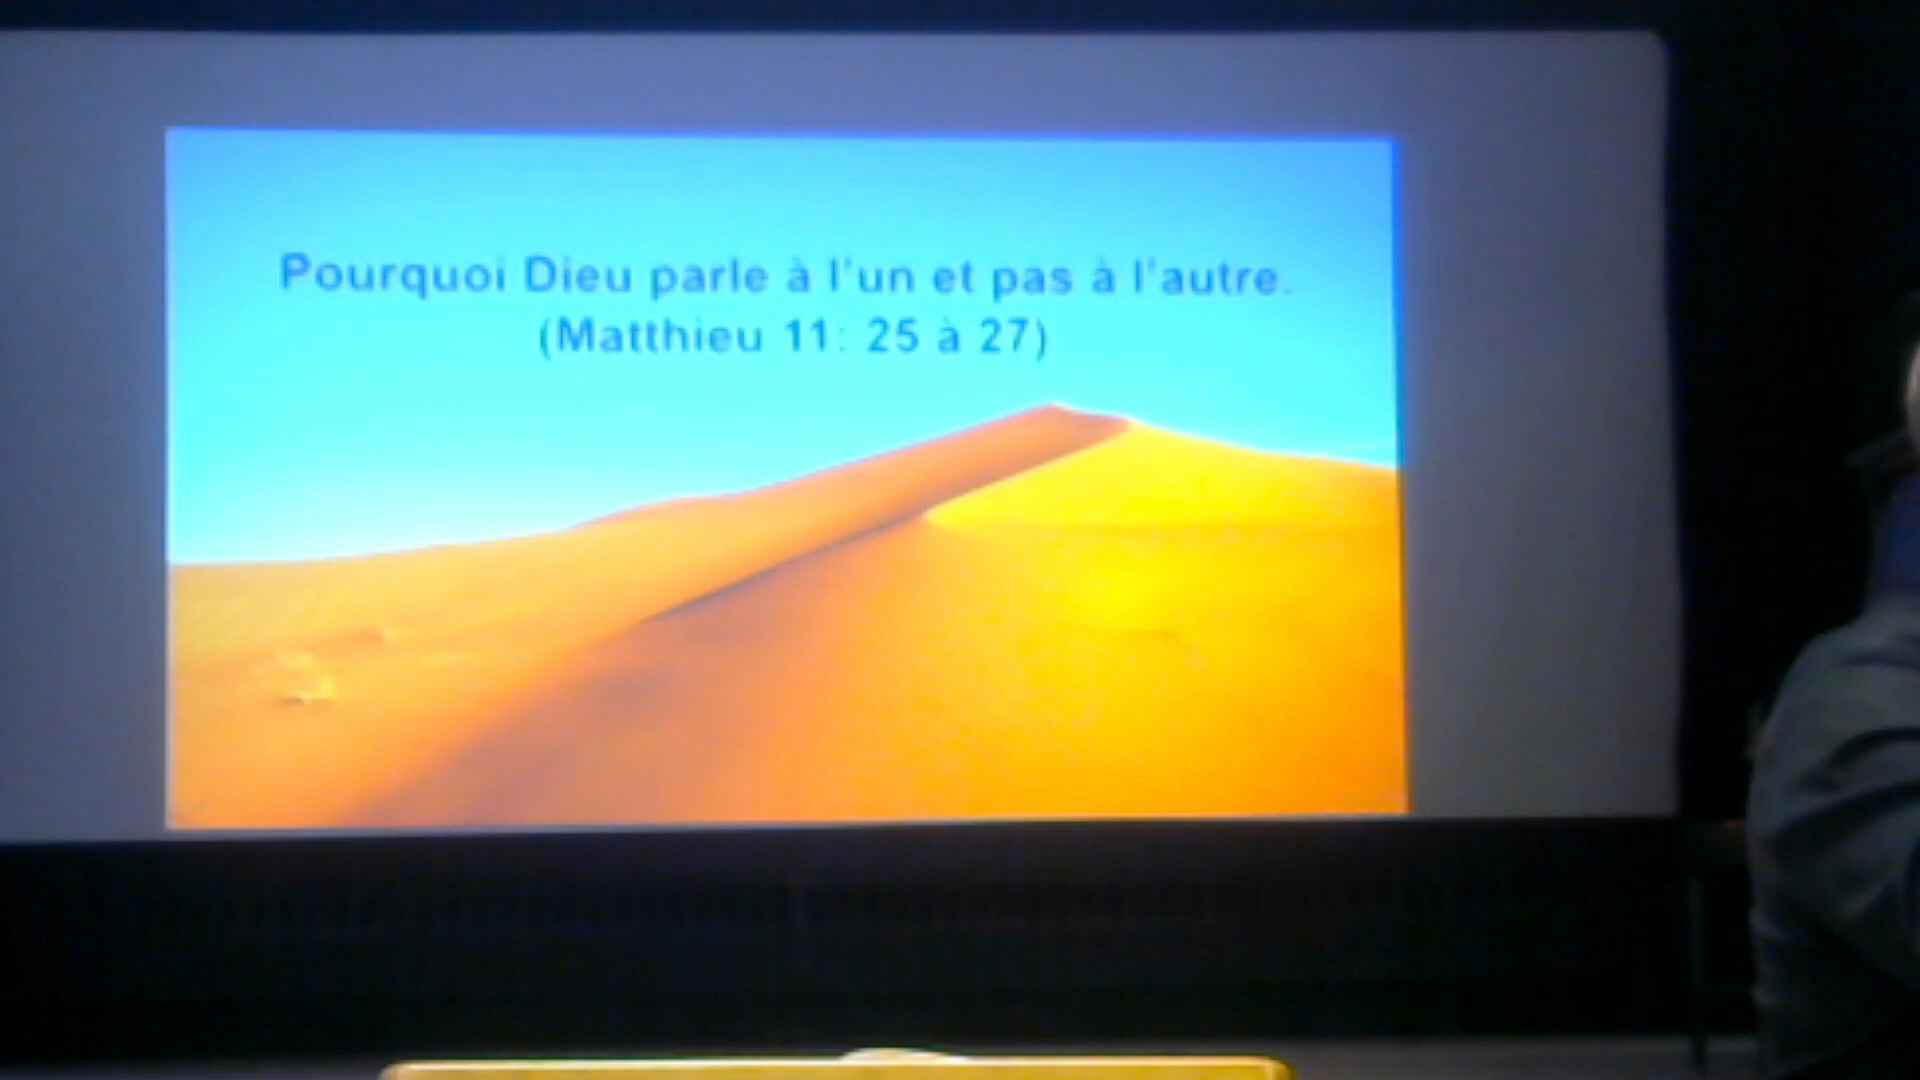 Pourquoi Dieu parle à l'un et pas à l'autre.
(Matthieu 11: 25 à 27)